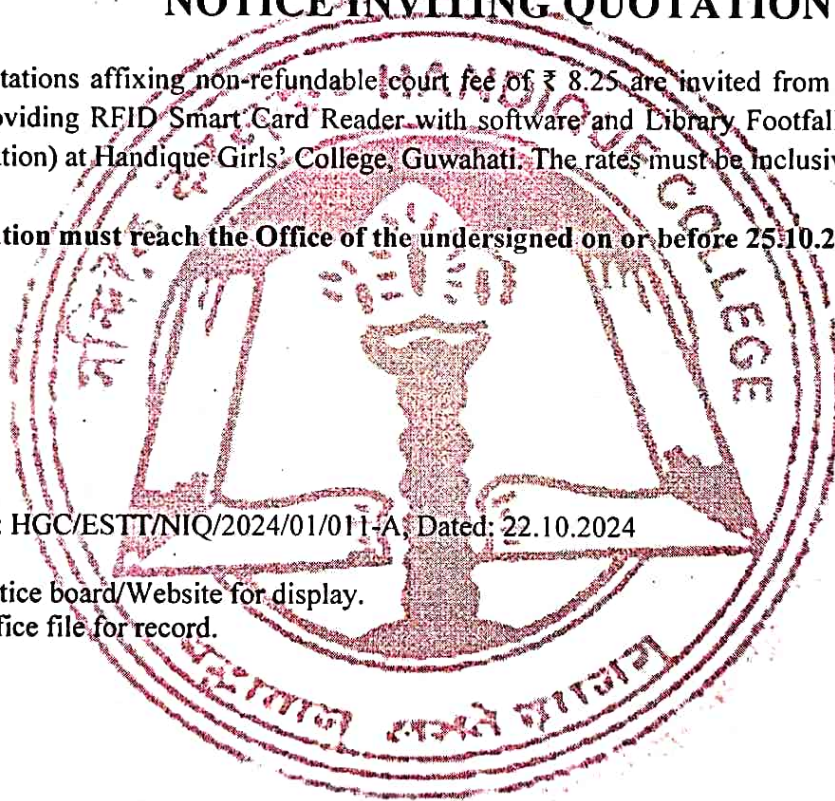 NOTICE INVITING QUOTATION
tations affixing non-refundable court fee of ₹ 8.25 are invited from
oviding RFID Smart Card Reader with software and Library Footfal
ation) at Handique Girls' College, Guwahati. The rates must be inclusiv
tion must reach the Office of the undersigned on or before 25.10.2
HANDIQUE COLLEGE
: HGC/ESTT/NIQ/2024/01/011-A, Dated: 22.10.2024
tice board/Website for display.
fice file for record.